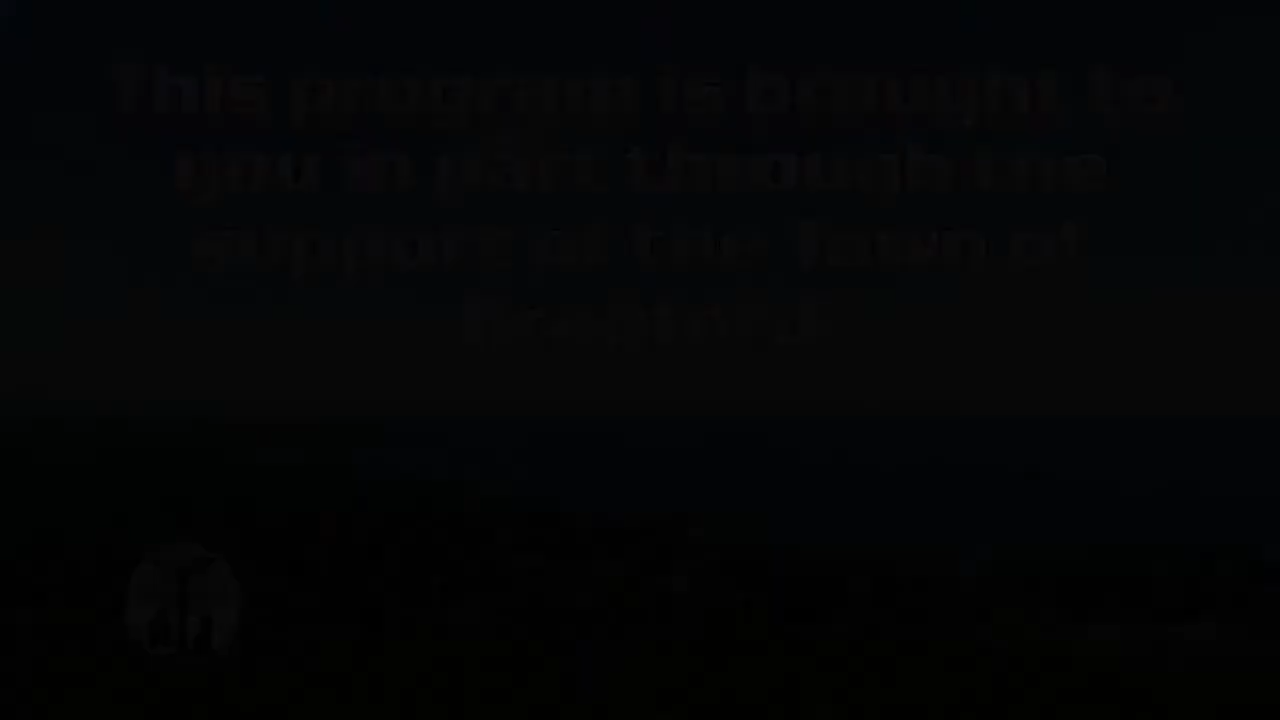 This program is brought to
you in part through the
support of the Town of